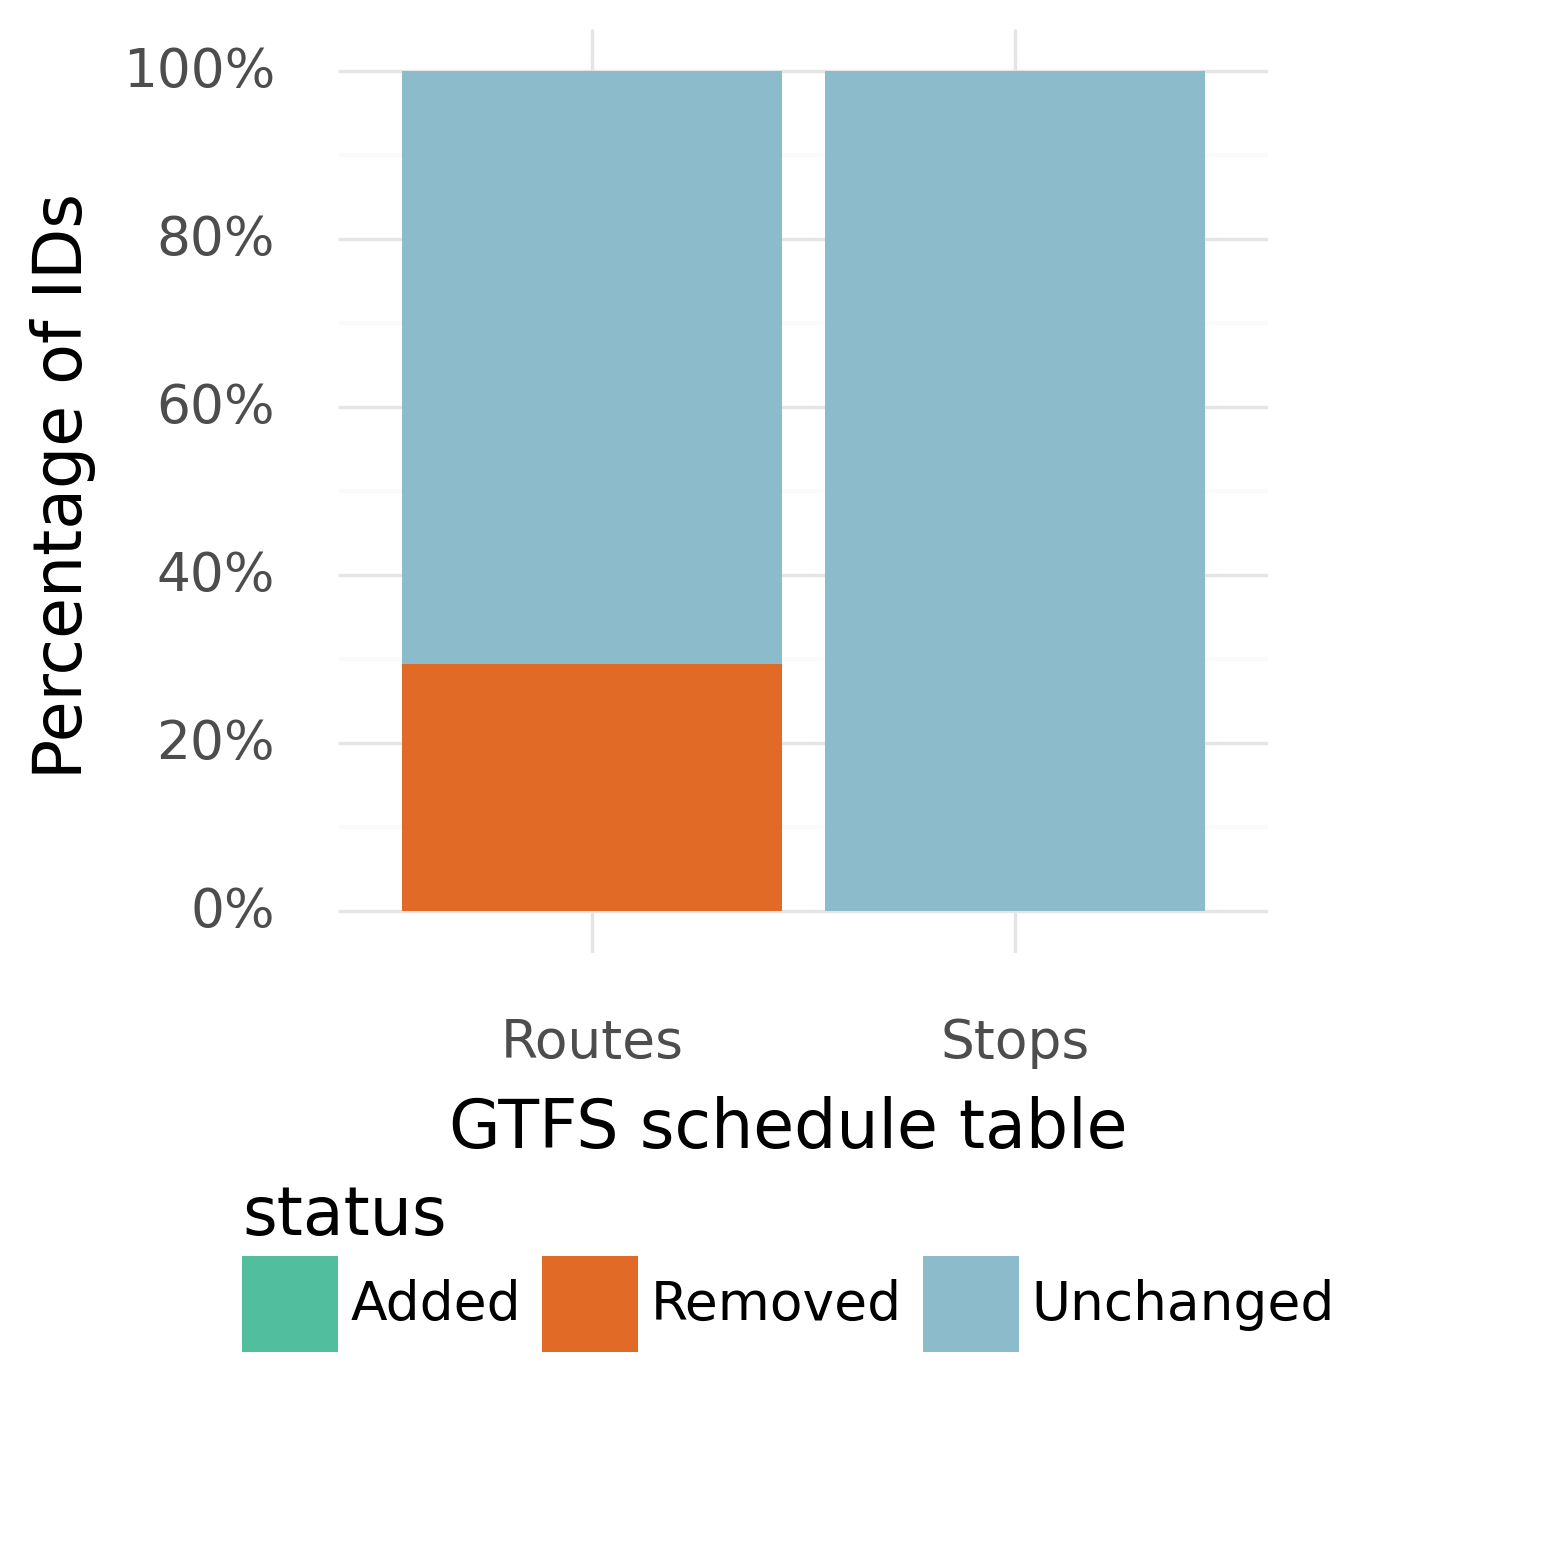 Percentage of IDs
100%
80%
60%
40%
20%
0%
Routes Stops
GTFS schedule table
status
Added Removed Unchanged